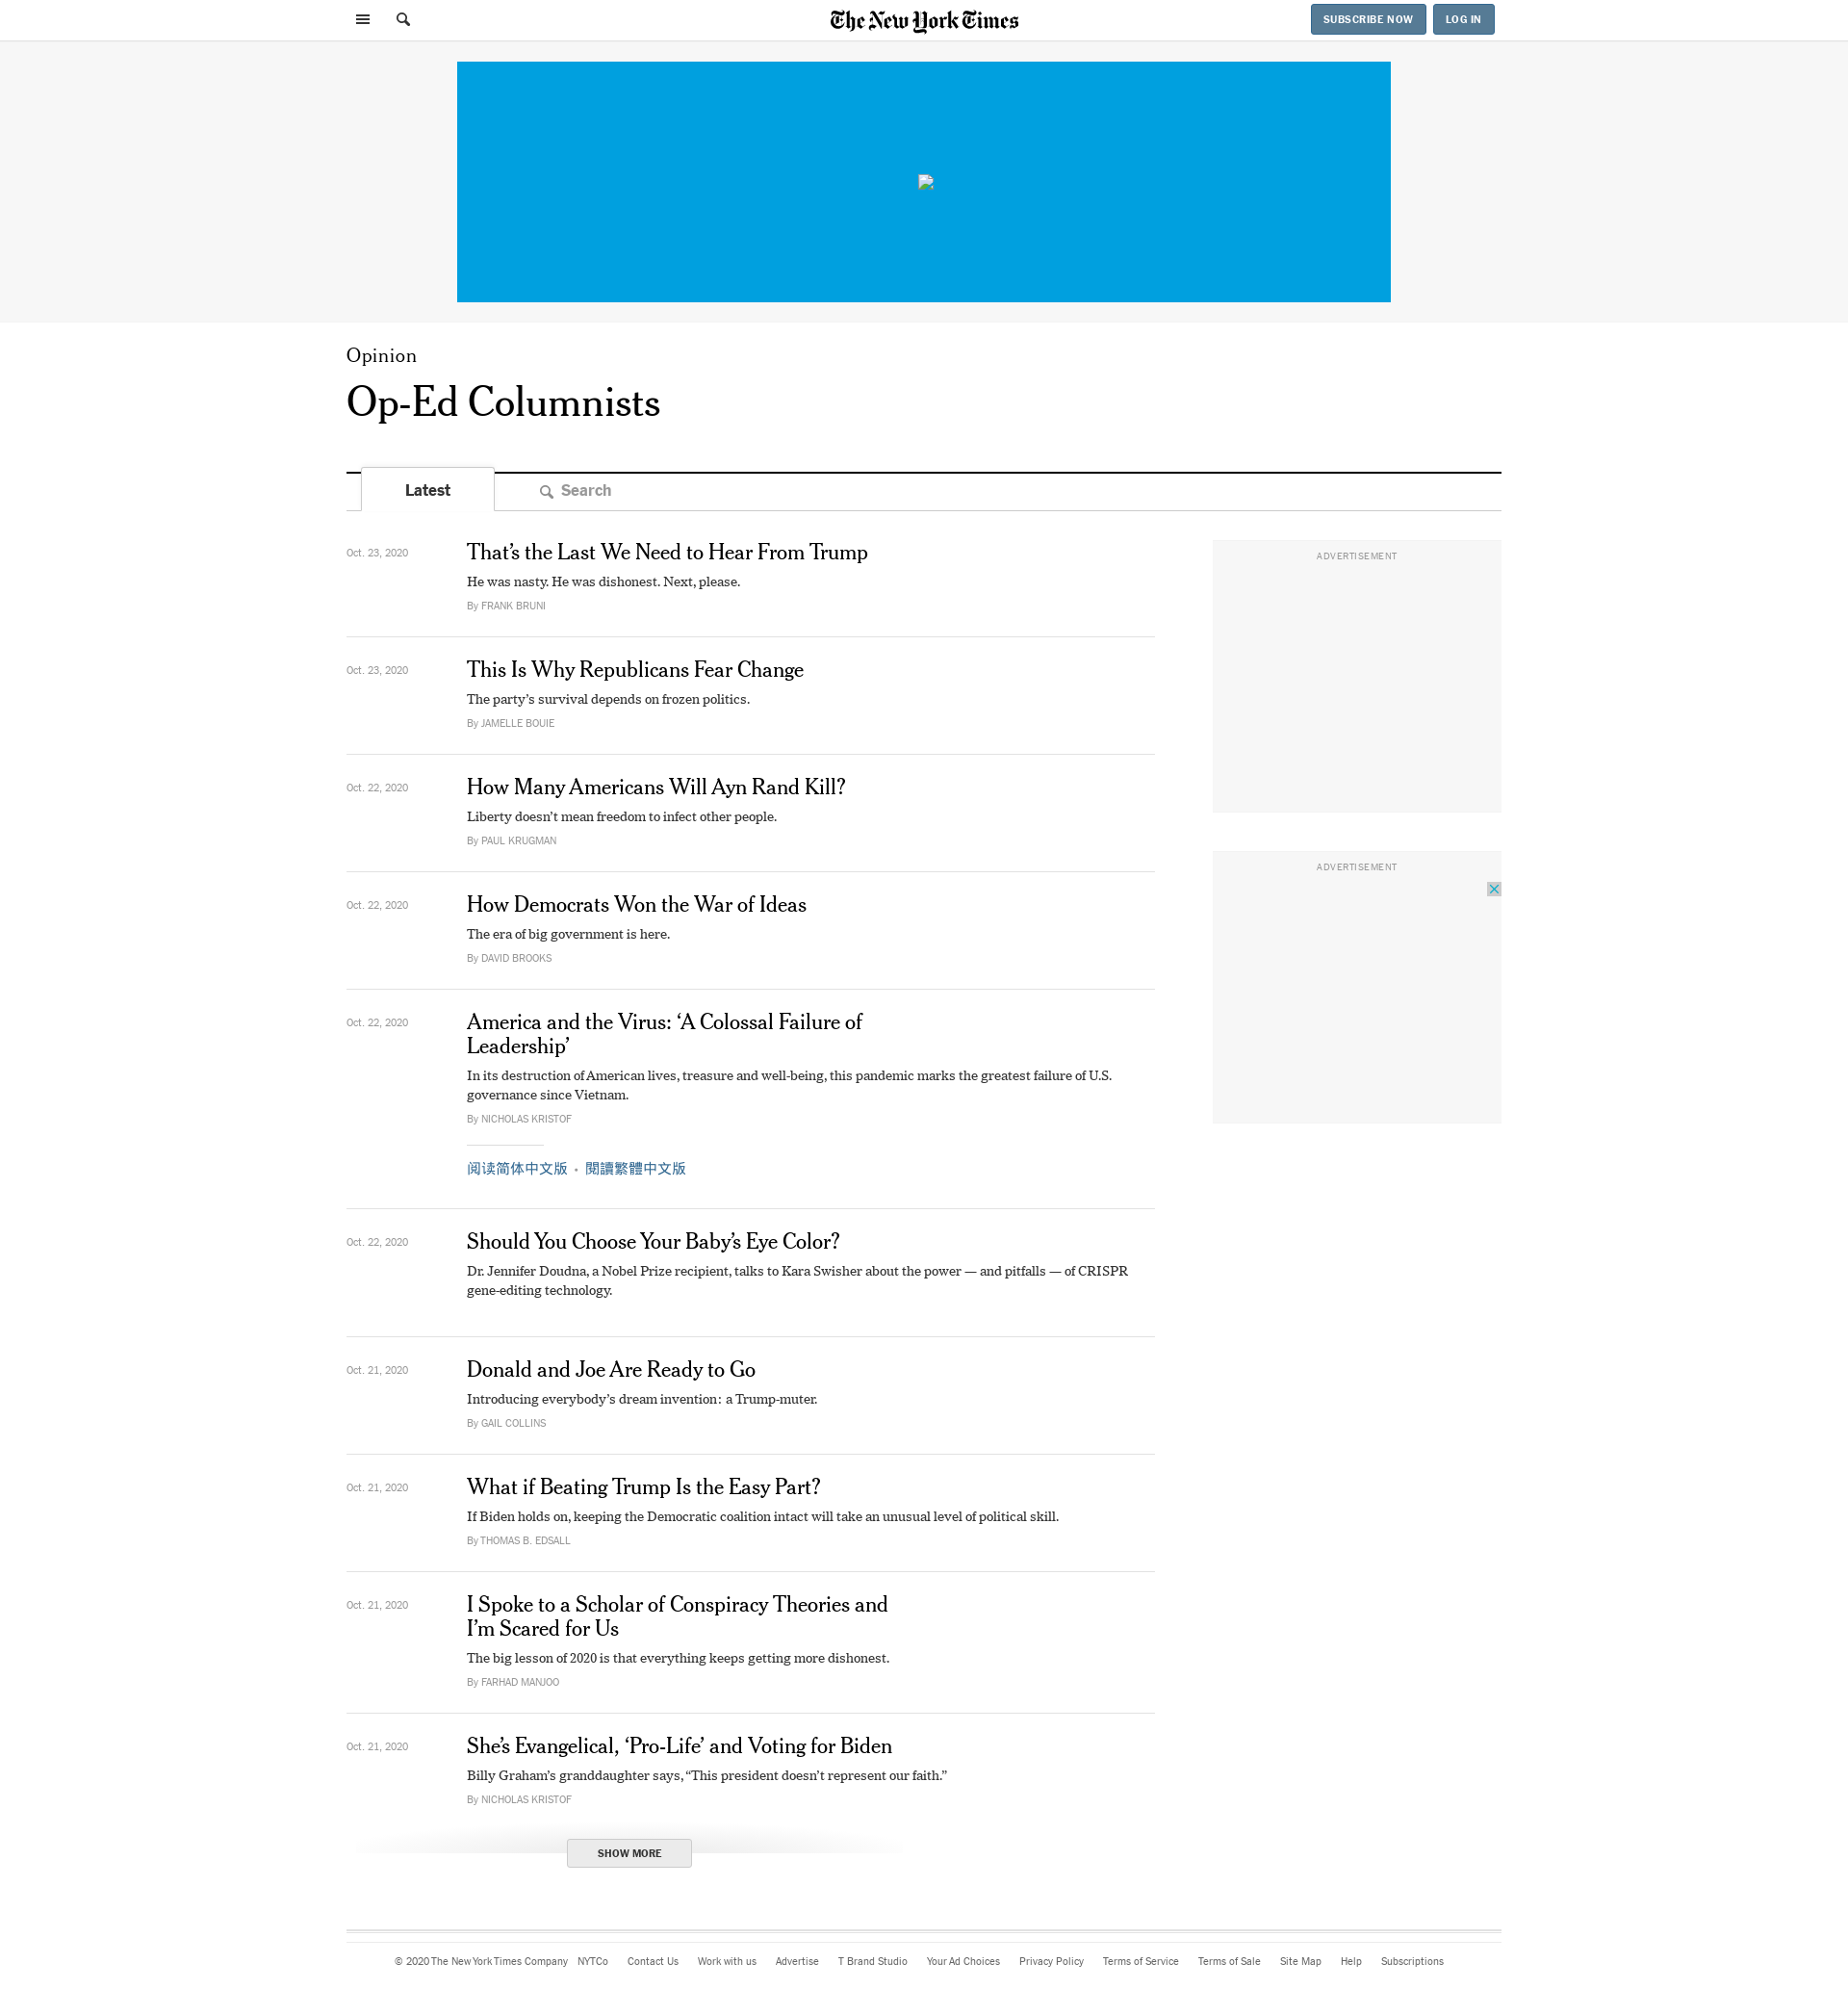 The New York Times
SUBSCRIBE NOW
LOG IN
Opinion
Op-Ed Columnists
Latest
Search
Oct. 23, 2020
That’s the Last We Need to Hear From Trump
He was nasty. He was dishonest. Next, please.
By FRANK BRUNI
Oct. 23, 2020
This Is Why Republicans Fear Change
The party’s survival depends on frozen politics.
By JAMELLE BOUIE
Oct. 22, 2020
How Many Americans Will Ayn Rand Kill?
Liberty doesn’t mean freedom to infect other people.
By PAUL KRUGMAN
Oct. 22, 2020
How Democrats Won the War of Ideas
The era of big government is here.
By DAVID BROOKS
Oct. 22, 2020
America and the Virus: ‘A Colossal Failure of
Leadership’
In its destruction of American lives, treasure and well-being, this pandemic marks the greatest failure of U.S.
governance since Vietnam.
By NICHOLAS KRISTOF
阅读简体中文版 • 閱讀繁體中文版
Oct. 22, 2020
Should You Choose Your Baby’s Eye Color?
Dr. Jennifer Doudna, a Nobel Prize recipient, talks to Kara Swisher about the power — and pitfalls — of CRISPR
gene-editing technology.
Oct. 21, 2020
Donald and Joe Are Ready to Go
Introducing everybody’s dream invention: a Trump-muter.
By GAIL COLLINS
Oct. 21, 2020
What if Beating Trump Is the Easy Part?
If Biden holds on, keeping the Democratic coalition intact will take an unusual level of political skill.
By THOMAS B. EDSALL
Oct. 21, 2020
I Spoke to a Scholar of Conspiracy Theories and
I’m Scared for Us
The big lesson of 2020 is that everything keeps getting more dishonest.
By FARHAD MANJOO
Oct. 21, 2020
She’s Evangelical, ‘Pro-Life’ and Voting for Biden
Billy Graham’s granddaughter says, “This president doesn’t represent our faith.”
By NICHOLAS KRISTOF
SHOW MORE
ADVERTISEMENT
ADVERTISEMENT
© 2020 The New York Times Company NYTCo Contact Us Work with us Advertise T Brand Studio Your Ad Choices Privacy Policy Terms of Service Terms of Sale Site Map Help Subscriptions